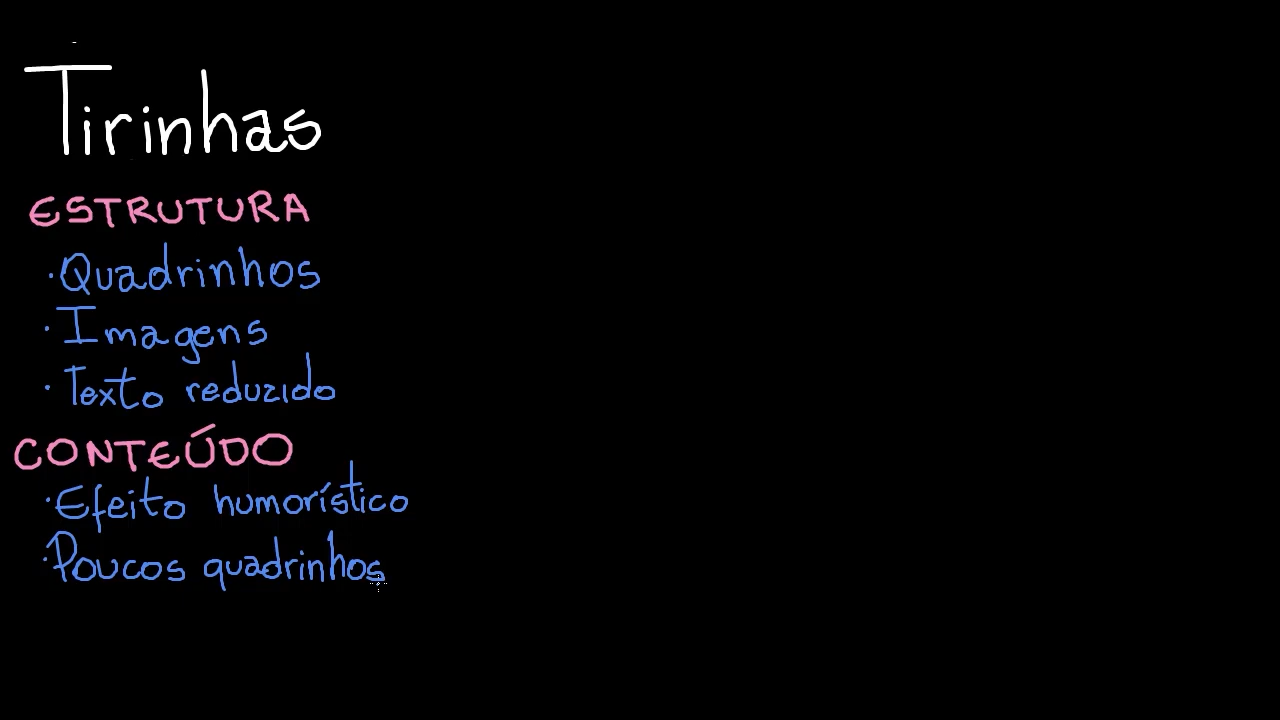 Tirinhas
ESTRUTURA
· Quadrinhos
· Imagens
· Texto reduzido
CONTEÚDO
· Efeito humorístico
· Poucos quadrinhos